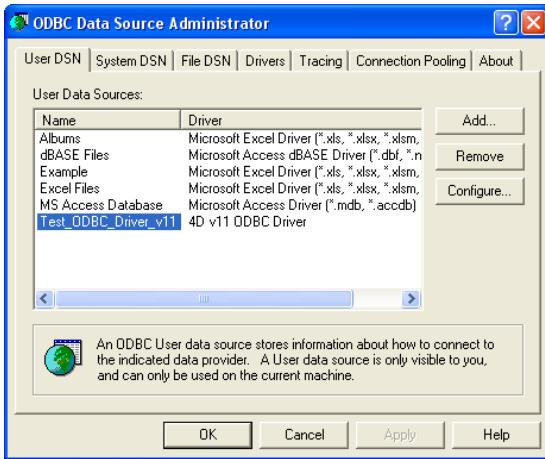 ODBC Data Source Administrator
User DSN System DSN File DSN Drivers Tracing Connection Pooling About
User Data Sources:
Name Driver
Albums Microsoft Excel Driver (*.xls, *.xlsx, *.xlsm,
dBASE Files Microsoft Access dBASE Driver (*.dbf, *.n
Example Microsoft Excel Driver (*.xls, *.xlsx, *.xlsm,
Excel Files Microsoft Excel Driver (*.xls, *.xlsx, *.xlsm,
MS Access Database Microsoft Access Driver (*.mdb, *.accdb)
Test_ODBC_Driver_v11 4D v11 ODBC Driver
Add...
Remove
Configure...
An ODBC User data source stores information about how to connect to
the indicated data provider. A User data source is only visible to you,
and can only be used on the current machine.
OK Cancel Apply Help